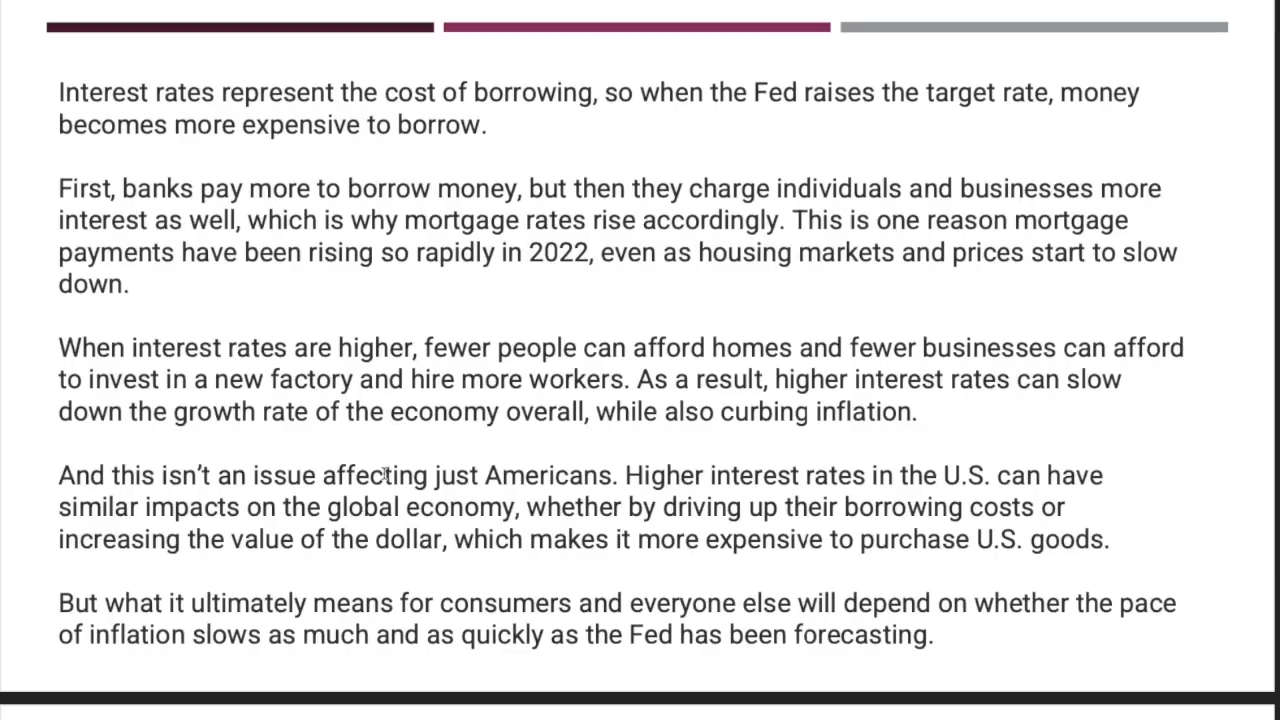 Interest rates represent the cost of borrowing, so when the Fed raises the target rate, money
becomes more expensive to borrow.
First, banks pay more to borrow money, but then they charge individuals and businesses more
interest as well, which is why mortgage rates rise accordingly. This is one reason mortgage
payments have been rising so rapidly in 2022, even as housing markets and prices start to slow
down.
When interest rates are higher, fewer people can afford homes and fewer businesses can afford
to invest in a new factory and hire more workers. As a result, higher interest rates can slow
down the growth rate of the economy overall, while also curbing inflation.
And this isn’t an issue affecting just Americans. Higher interest rates in the U.S. can have
similar impacts on the global economy, whether by driving up their borrowing costs or
increasing the value of the dollar, which makes it more expensive to purchase U.S. goods.
But what it ultimately means for consumers and everyone else will depend on whether the pace
of inflation slows as much and as quickly as the Fed has been forecasting.